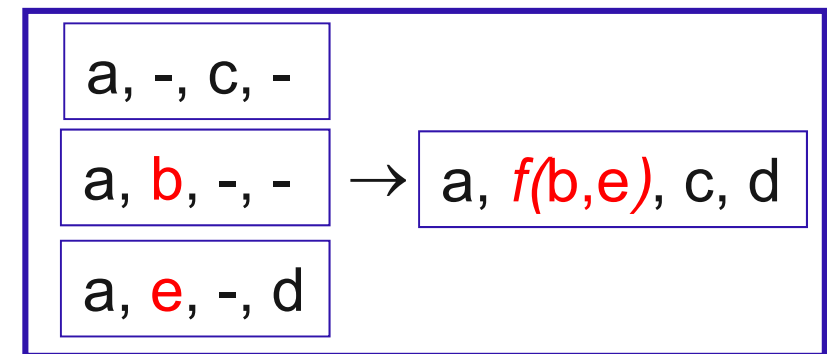 a, -, c, -
a, b, -, -
→ a, f(b,e), c, d
a, e, -, d